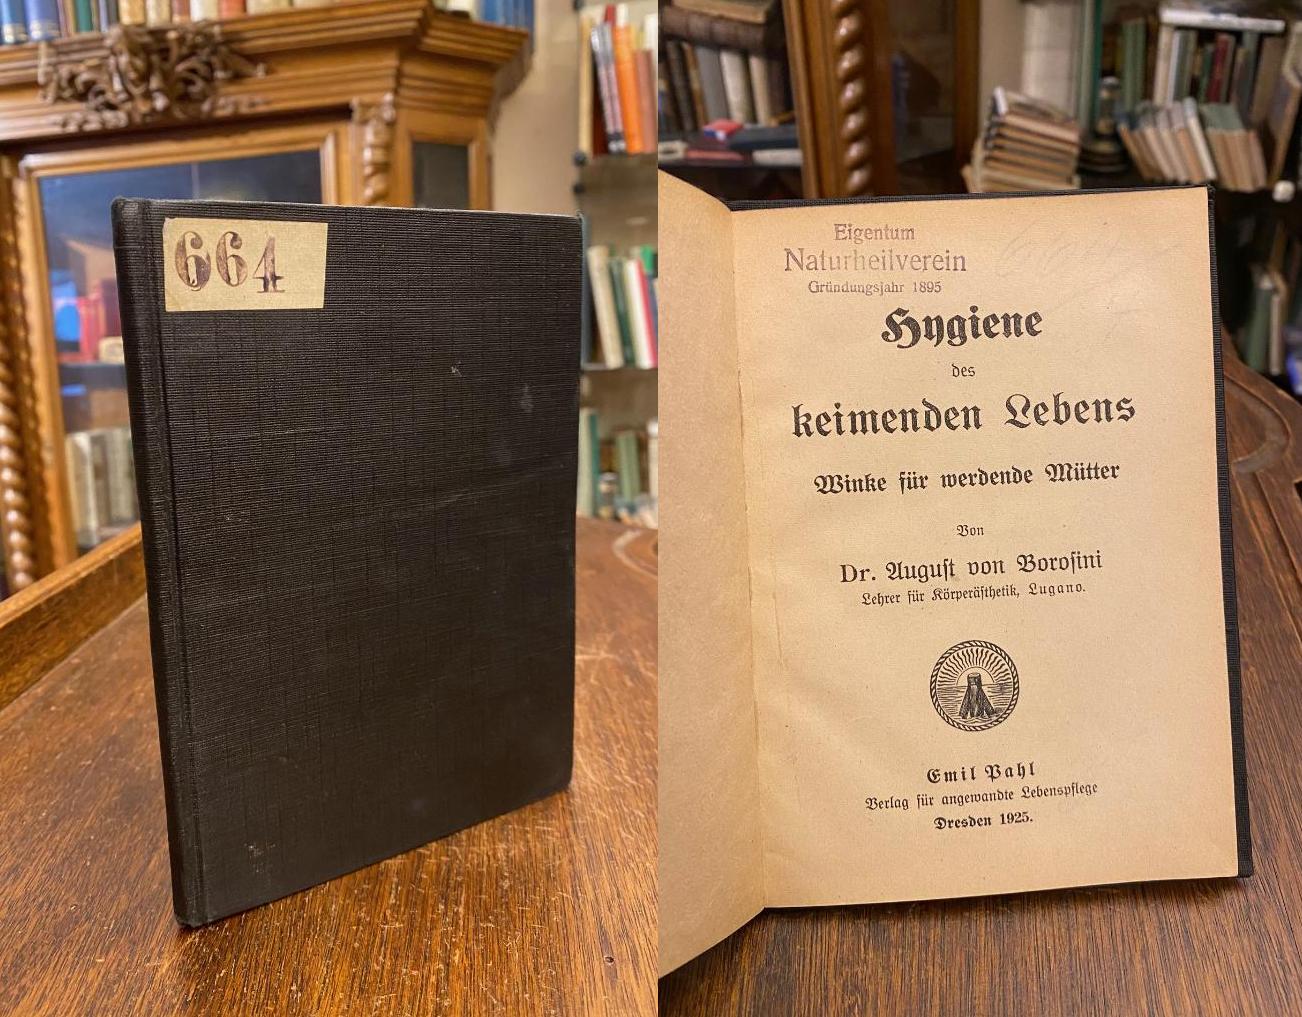 664
Eigentum
Naturheilverein
Gründungsjahr 1895
Hygiene
des
keimenden Lebens
Winke für werdende Mütter
Von
Dr. Auguſt von Boroſini
Lehrer für Körperäſthetik, Lugano.
Emil Pahl
Verlag für angewandte Lebenspflege
Dresden 1925.